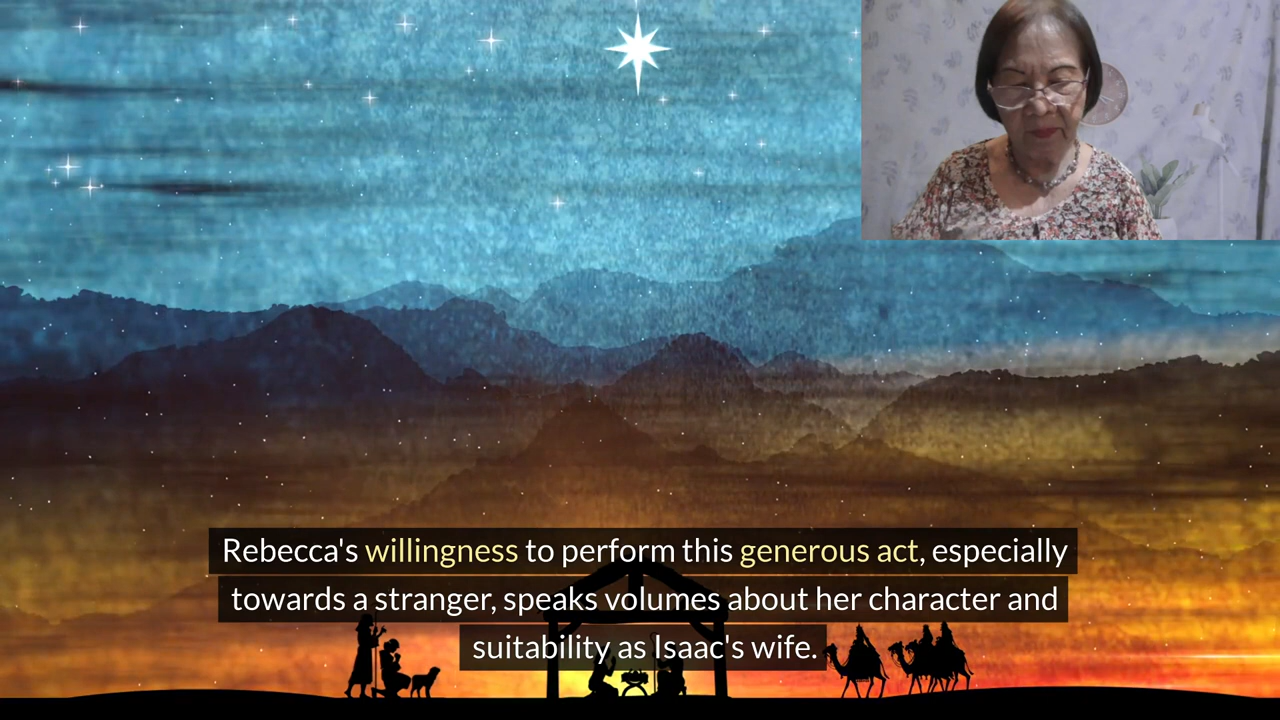 Rebecca's willingness to perform this generous act, especially
towards a stranger, speaks volumes about her character and
suitability as Isaac's wife.